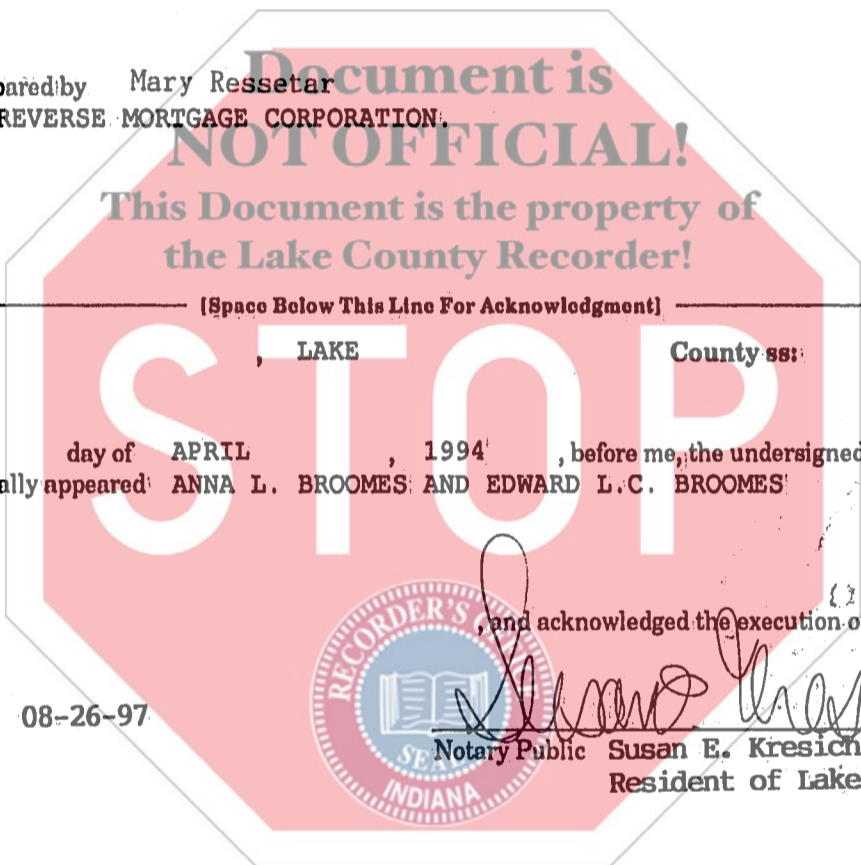 Document is
pared by Mary Ressetar
REVERSE MORTGAGE CORPORATION.
NOT OFFICIAL!
This Document is the property of
the Lake County Recorder!
[Space Below This Line For Acknowledgment]
, LAKE County ss:
STOP
day of APRIL , 1994 , before me, the undersigned
ally appeared ANNA L. BROOMES AND EDWARD L.C. BROOMES
, and acknowledged the execution o
RECORDER'S
SEAL
INDIANA
08-26-97
Notary Public Susan E. Kresich
Resident of Lake